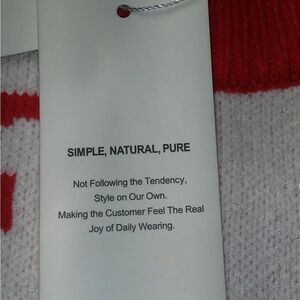 SIMPLE, NATURAL, PURE
Not Following the Tendency,
Style on Our Own.
Making the Customer Feel The Real
Joy of Daily Wearing.